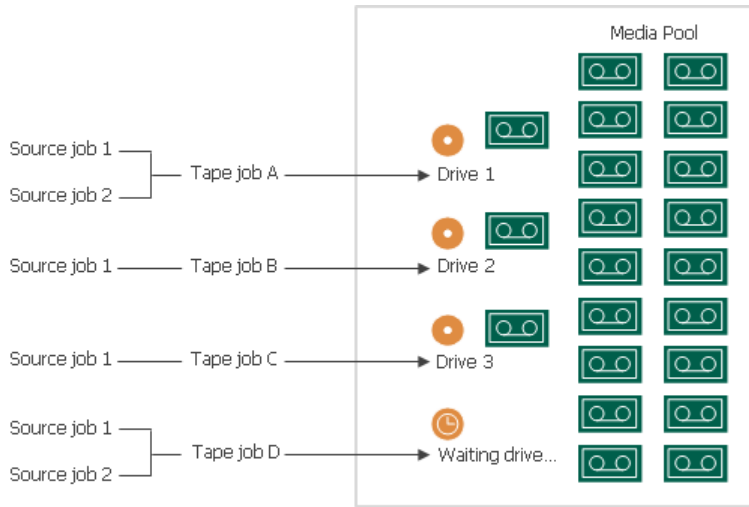 Media Pool
Source job 1
Source job 2
Tape job A
Drive 1
Source job 1
Tape job B
Drive 2
Source job 1
Tape job C
Drive 3
Source job 1
Source job 2
Tape job D
Waiting drive...